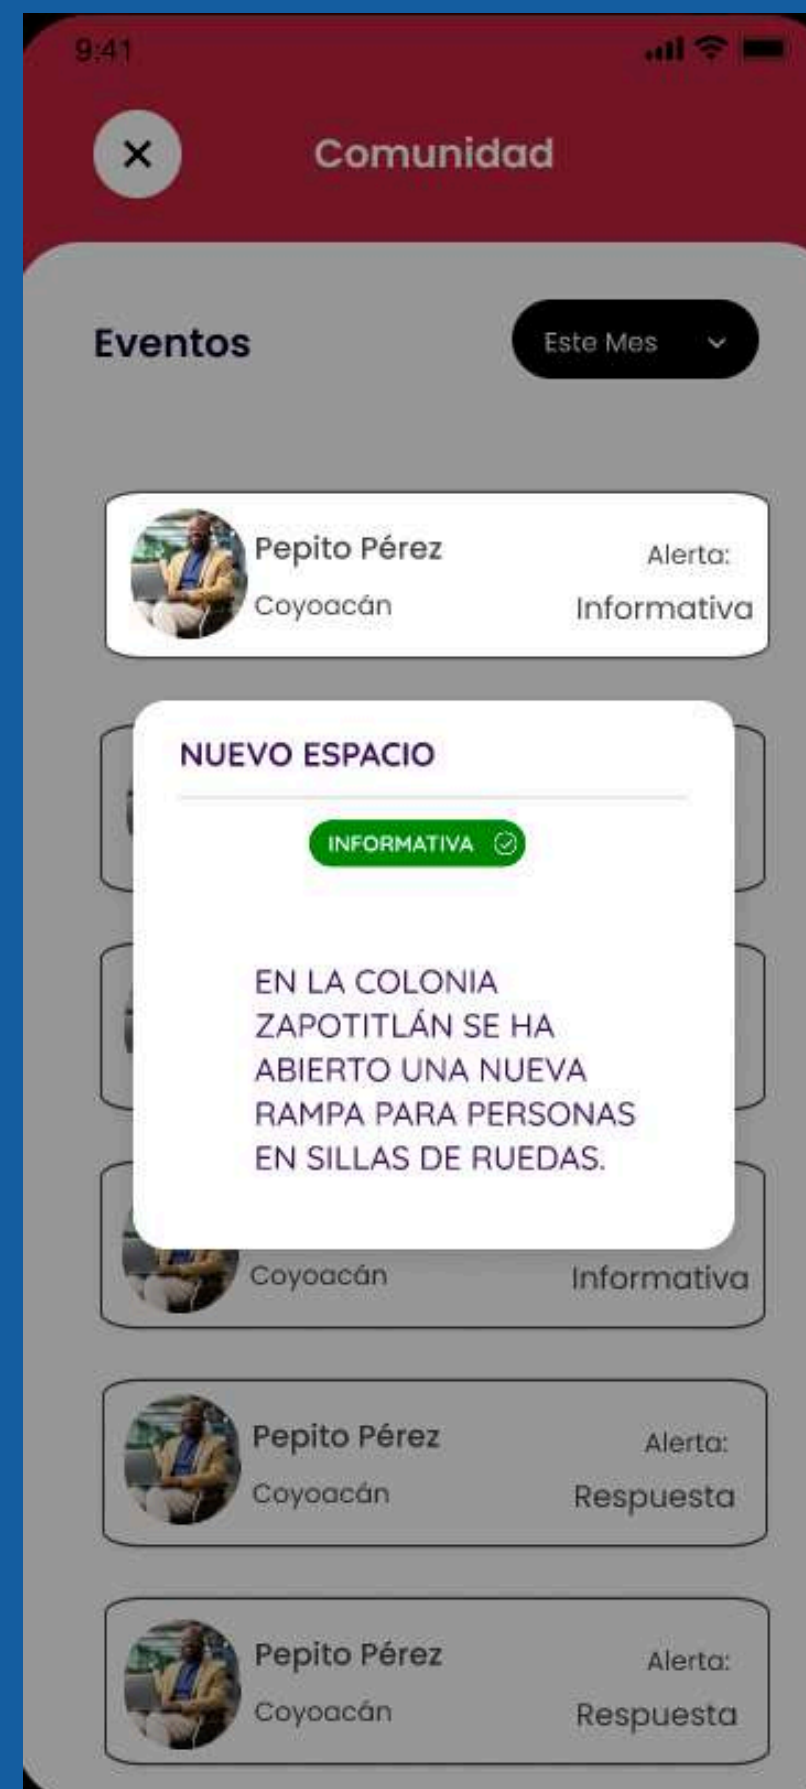 9:41
Comunidad
Eventos
Este Mes
Pepito Pérez
Alerta:
Coyoacán
Informativa
NUEVO ESPACIO
INFORMATIVA
EN LA COLONIA
ZAPOTITLÁN SE HA
ABIERTO UNA NUEVA
RAMPA PARA PERSONAS
EN SILLAS DE RUEDAS.
Coyoacán
Informativa
Pepito Pérez
Alerta:
Coyoacán
Respuesta
Pepito Pérez
Alerta:
Coyoacán
Respuesta